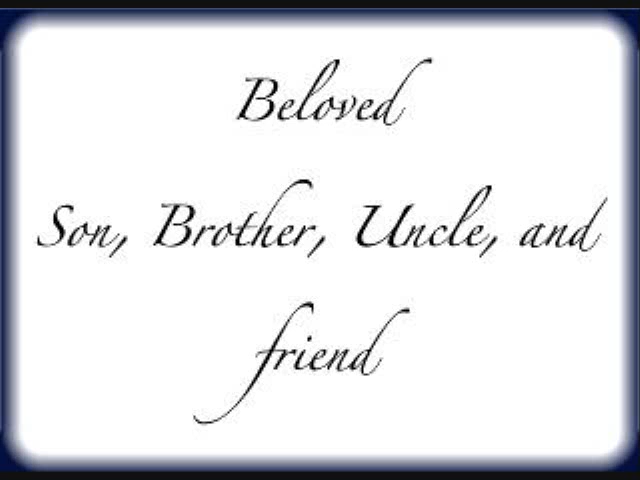 Beloved
Son, Brother, Uncle, and
friend